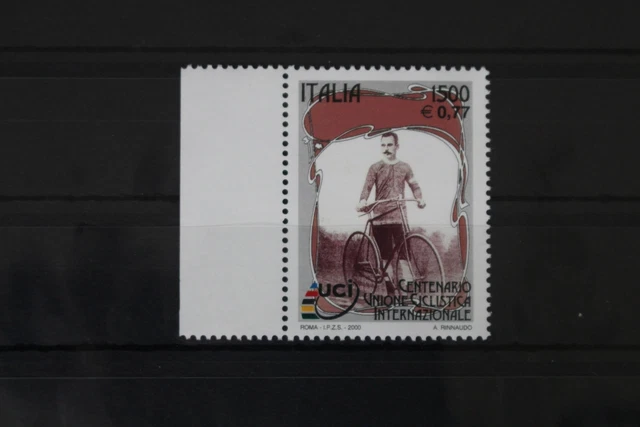 ITALIA
1500
€ 0,77
uci
CENTENARIO
UNIONE CICLISTICA
INTERNAZIONALE
ROMA - I.P.Z.S. - 2000
A. RINNAUDO